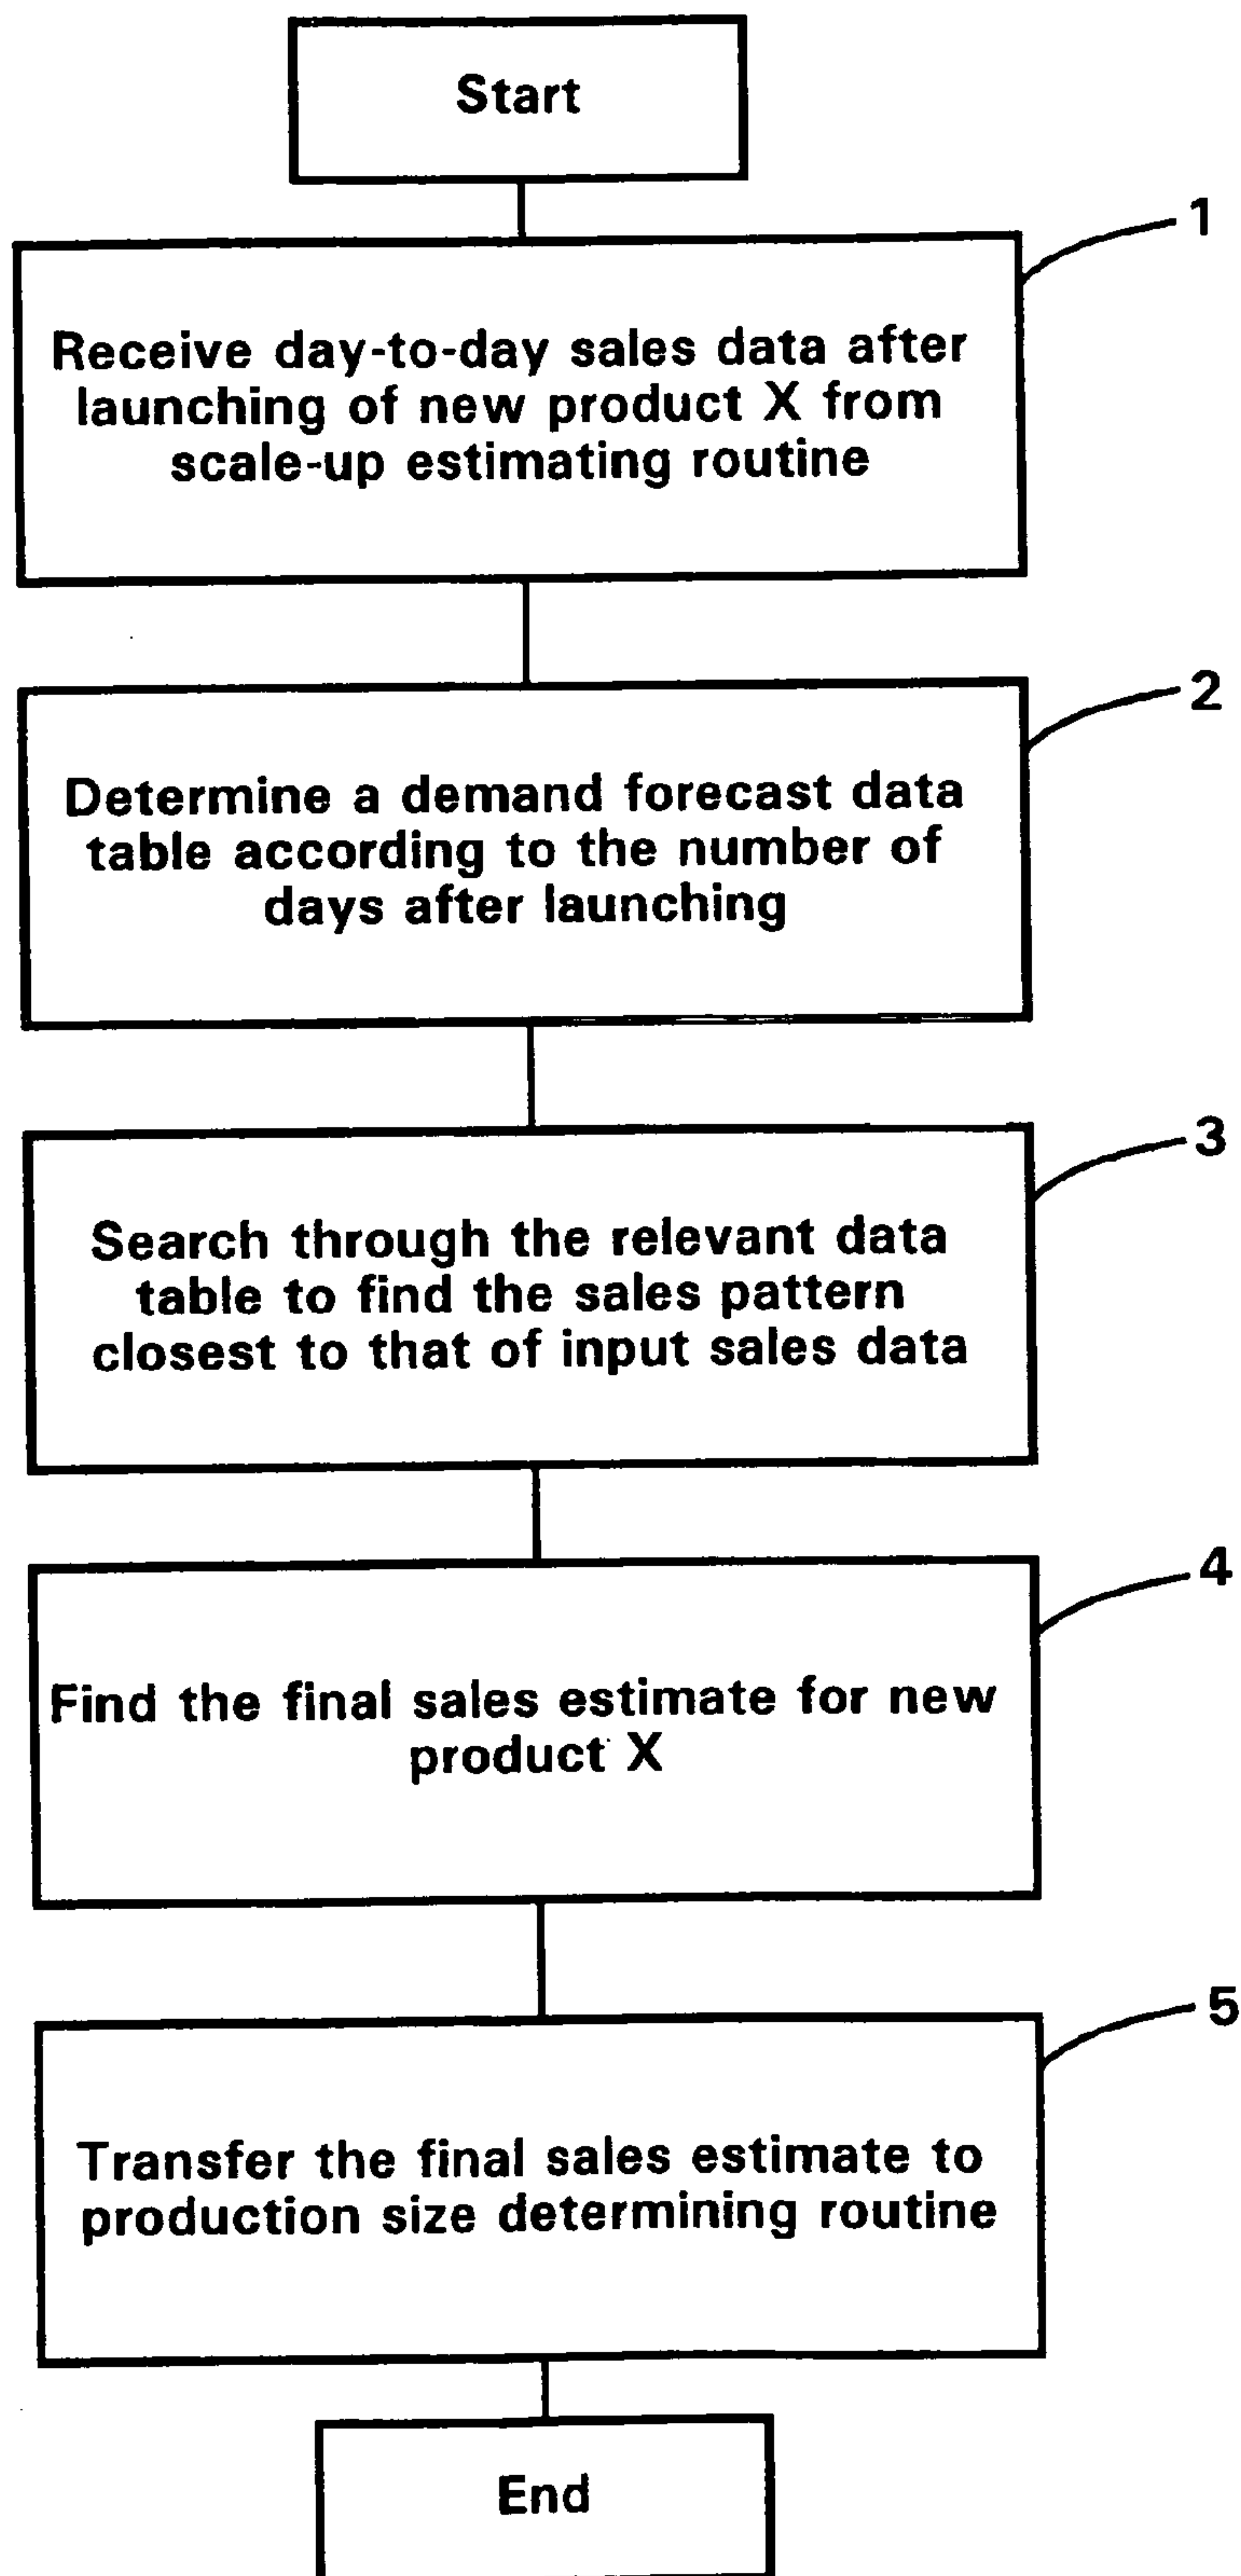 Start
1
Receive day-to-day sales data after
launching of new product X from
scale-up estimating routine
2
Determine a demand forecast data
table according to the number of
days after launching
3
Search through the relevant data
table to find the sales pattern
closest to that of input sales data
4
Find the final sales estimate for new
product X
5
Transfer the final sales estimate to
production size determining routine
End